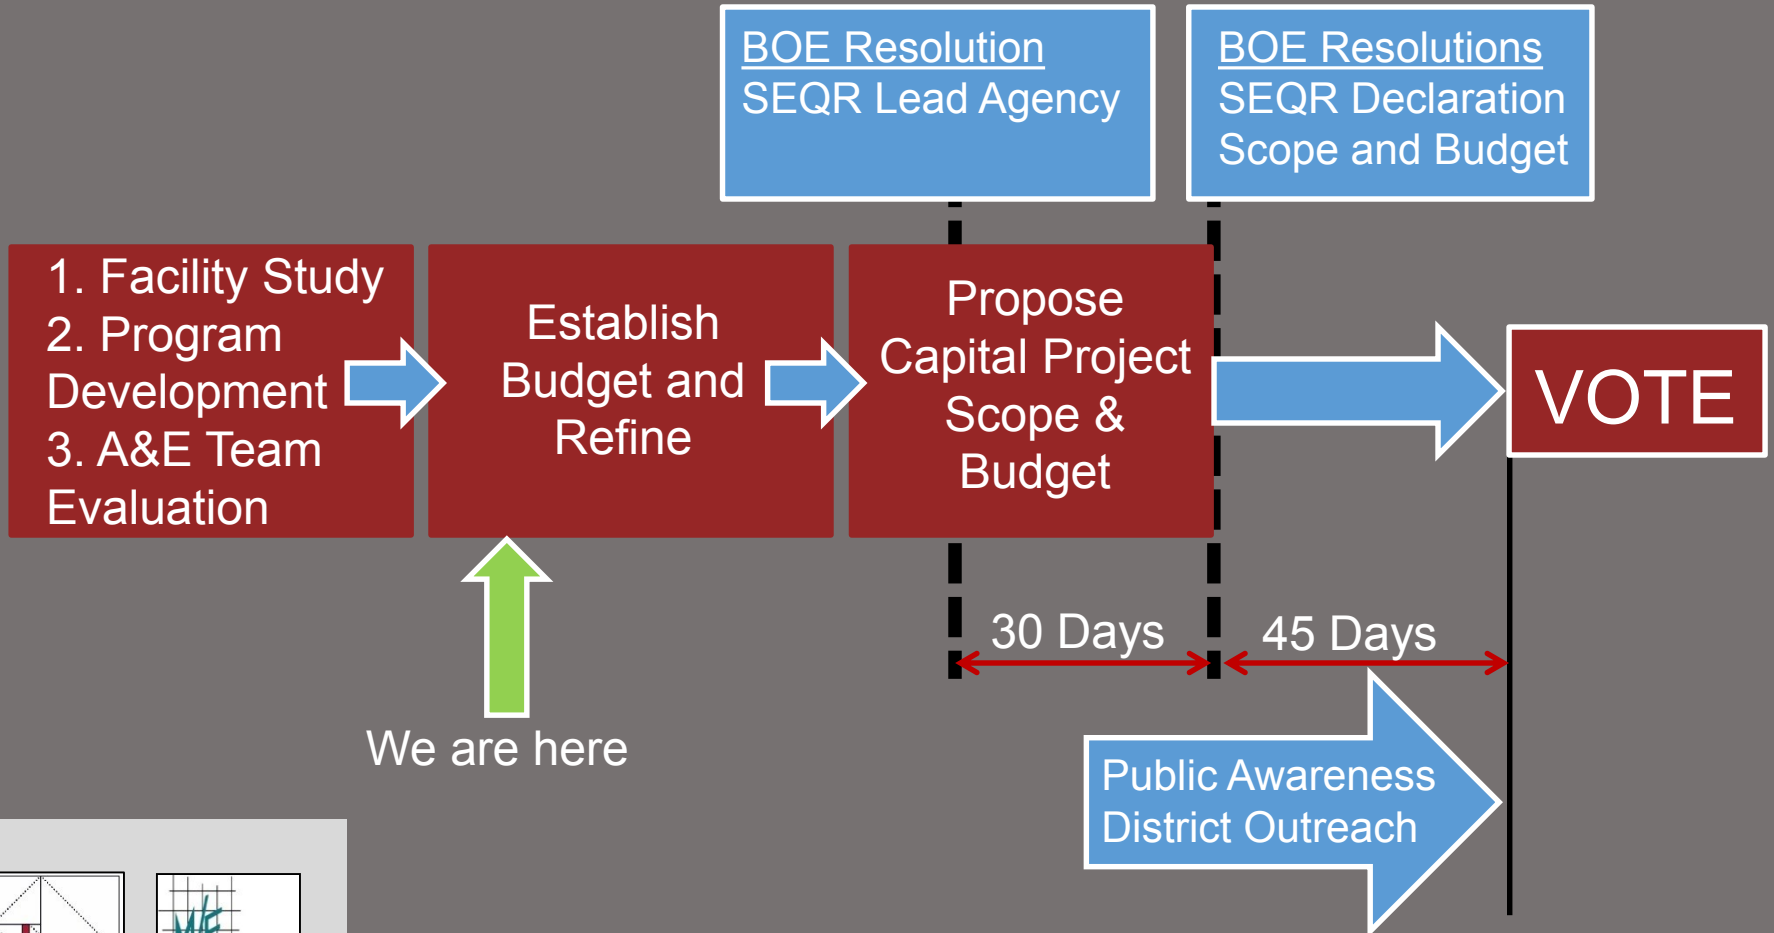 BOE Resolution
SEQR Lead Agency
BOE Resolutions
SEQR Declaration
Scope and Budget
1. Facility Study
2. Program
Development
3. A&E Team
Evaluation
Establish
Budget and
Refine
Propose
Capital Project
Scope &
Budget
VOTE
30 Days
45 Days
We are here
Public Awareness
District Outreach